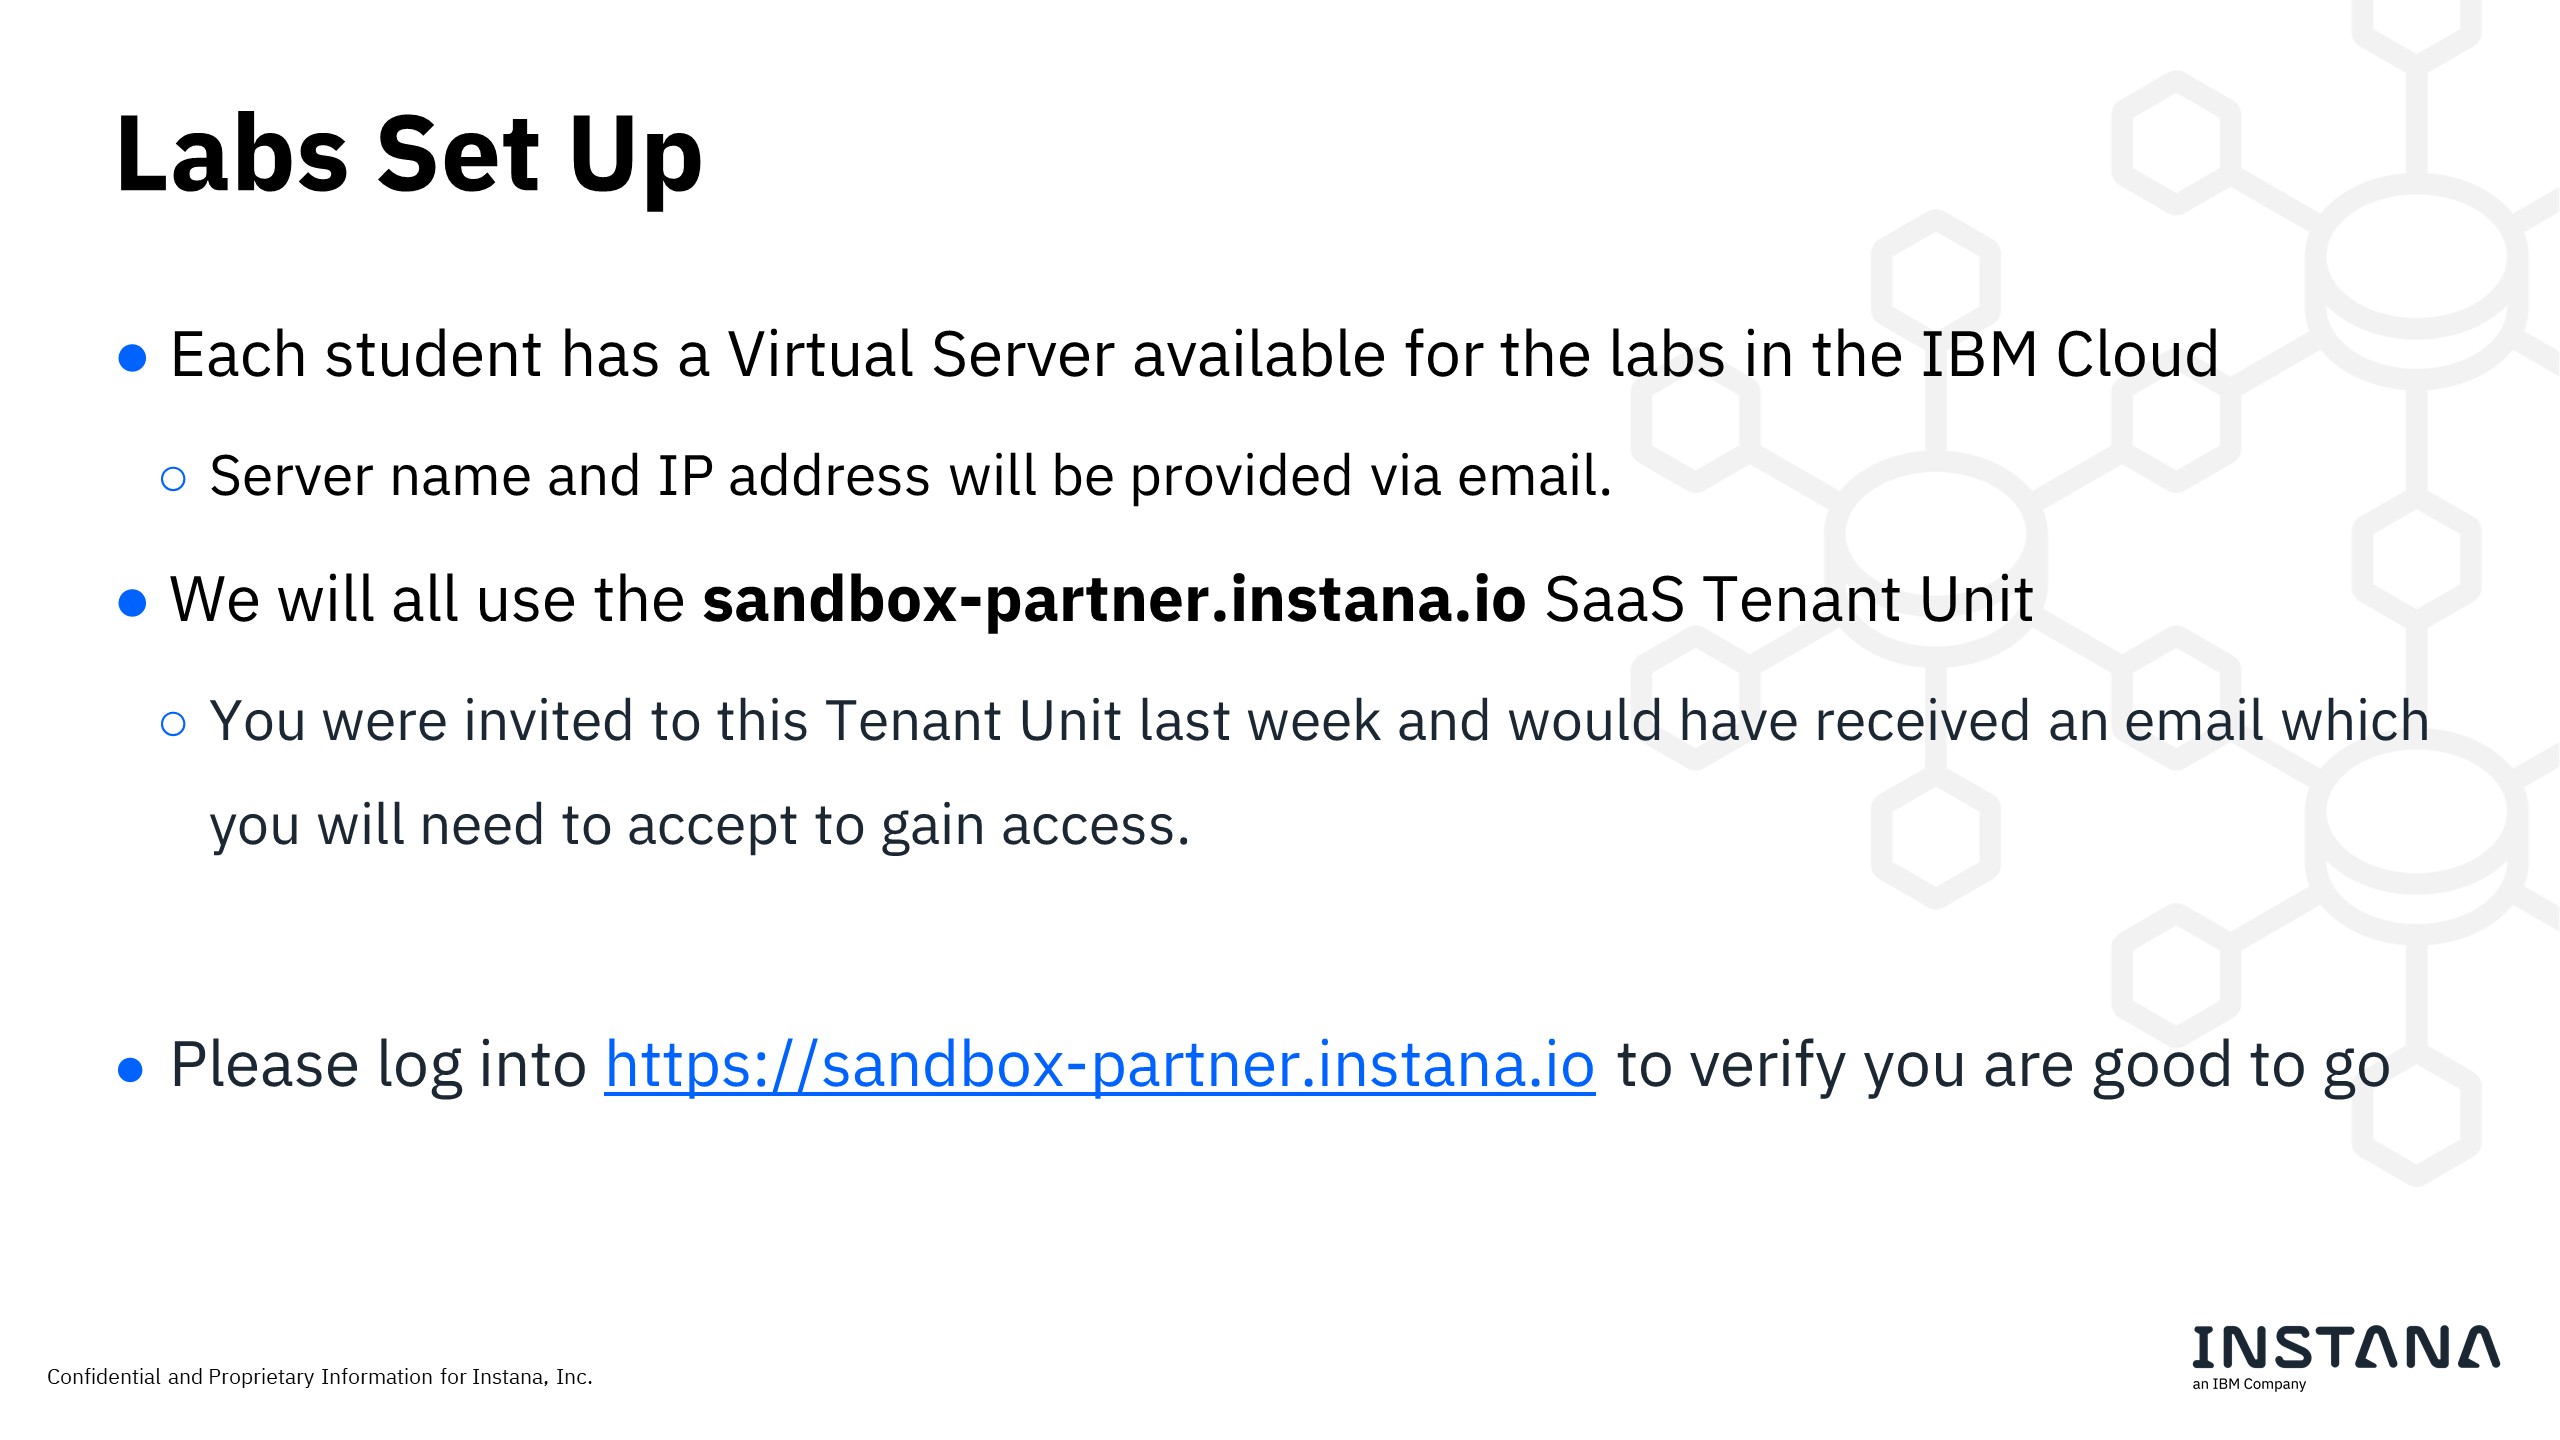 Labs Set Up
● Each student has a Virtual Server available for the labs in the IBM Cloud
○ Server name and IP address will be provided via email.
● We will all use the sandbox-partner.instana.io SaaS Tenant Unit
○ You were invited to this Tenant Unit last week and would have received an email which
you will need to accept to gain access.
● Please log into https://sandbox-partner.instana.io to verify you are good to go
Confidential and Proprietary Information for Instana, Inc.
INSTANA
an IBM Company